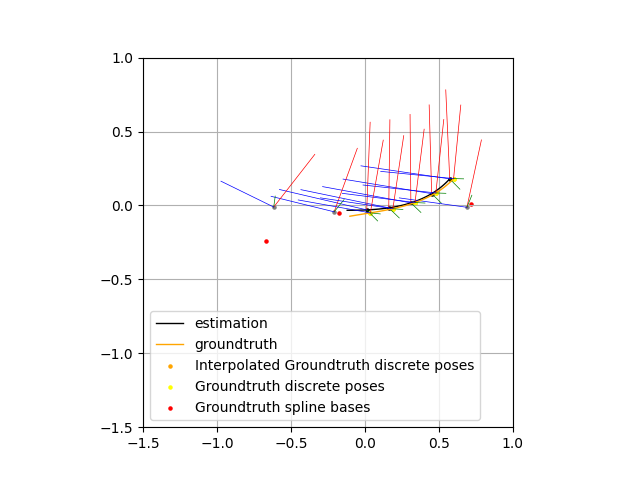 1.0
0.5
0.0
−0.5
−1.0
−1.5
estimation
groundtruth
Interpolated Groundtruth discrete poses
Groundtruth discrete poses
Groundtruth spline bases
−1.5 −1.0 −0.5 0.0 0.5 1.0